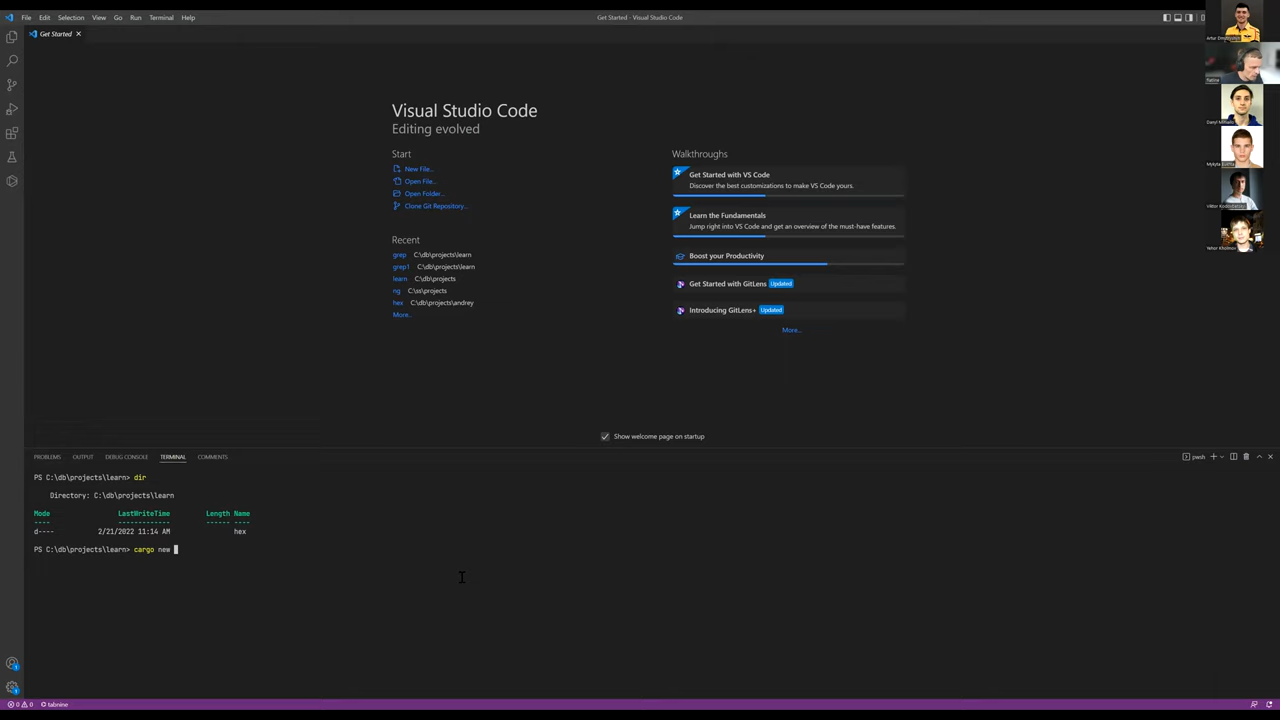 File Edit Selection View Go Run Terminal Help
Get Started - Visual Studio Code
Get Started
Visual Studio Code
Editing evolved
Start
New File...
Open File...
Open Folder...
Clone Git Repository...
Recent
grep C:\db\projects\learn
grep1 C:\db\projects\learn
learn C:\db\projects
ng C:\ss\projects
hex C:\db\projects\andrey
More...
Walkthroughs
Get Started with VS Code
Discover the best customizations to make VS Code yours.
Learn the Fundamentals
Jump right into VS Code and get an overview of the must-have features.
Boost your Productivity
Get Started with GitLens Updated
Introducing GitLens+ Updated
More...
Show welcome page on startup
PROBLEMS OUTPUT DEBUG CONSOLE TERMINAL COMMENTS
pwsh
PS C:\db\projects\learn> dir
Directory: C:\db\projects\learn
Mode LastWriteTime Length Name
---- ------------- ------ ----
d---- 2/21/2022 11:14 AM hex
PS C:\db\projects\learn> cargo new
0 0 tabnine